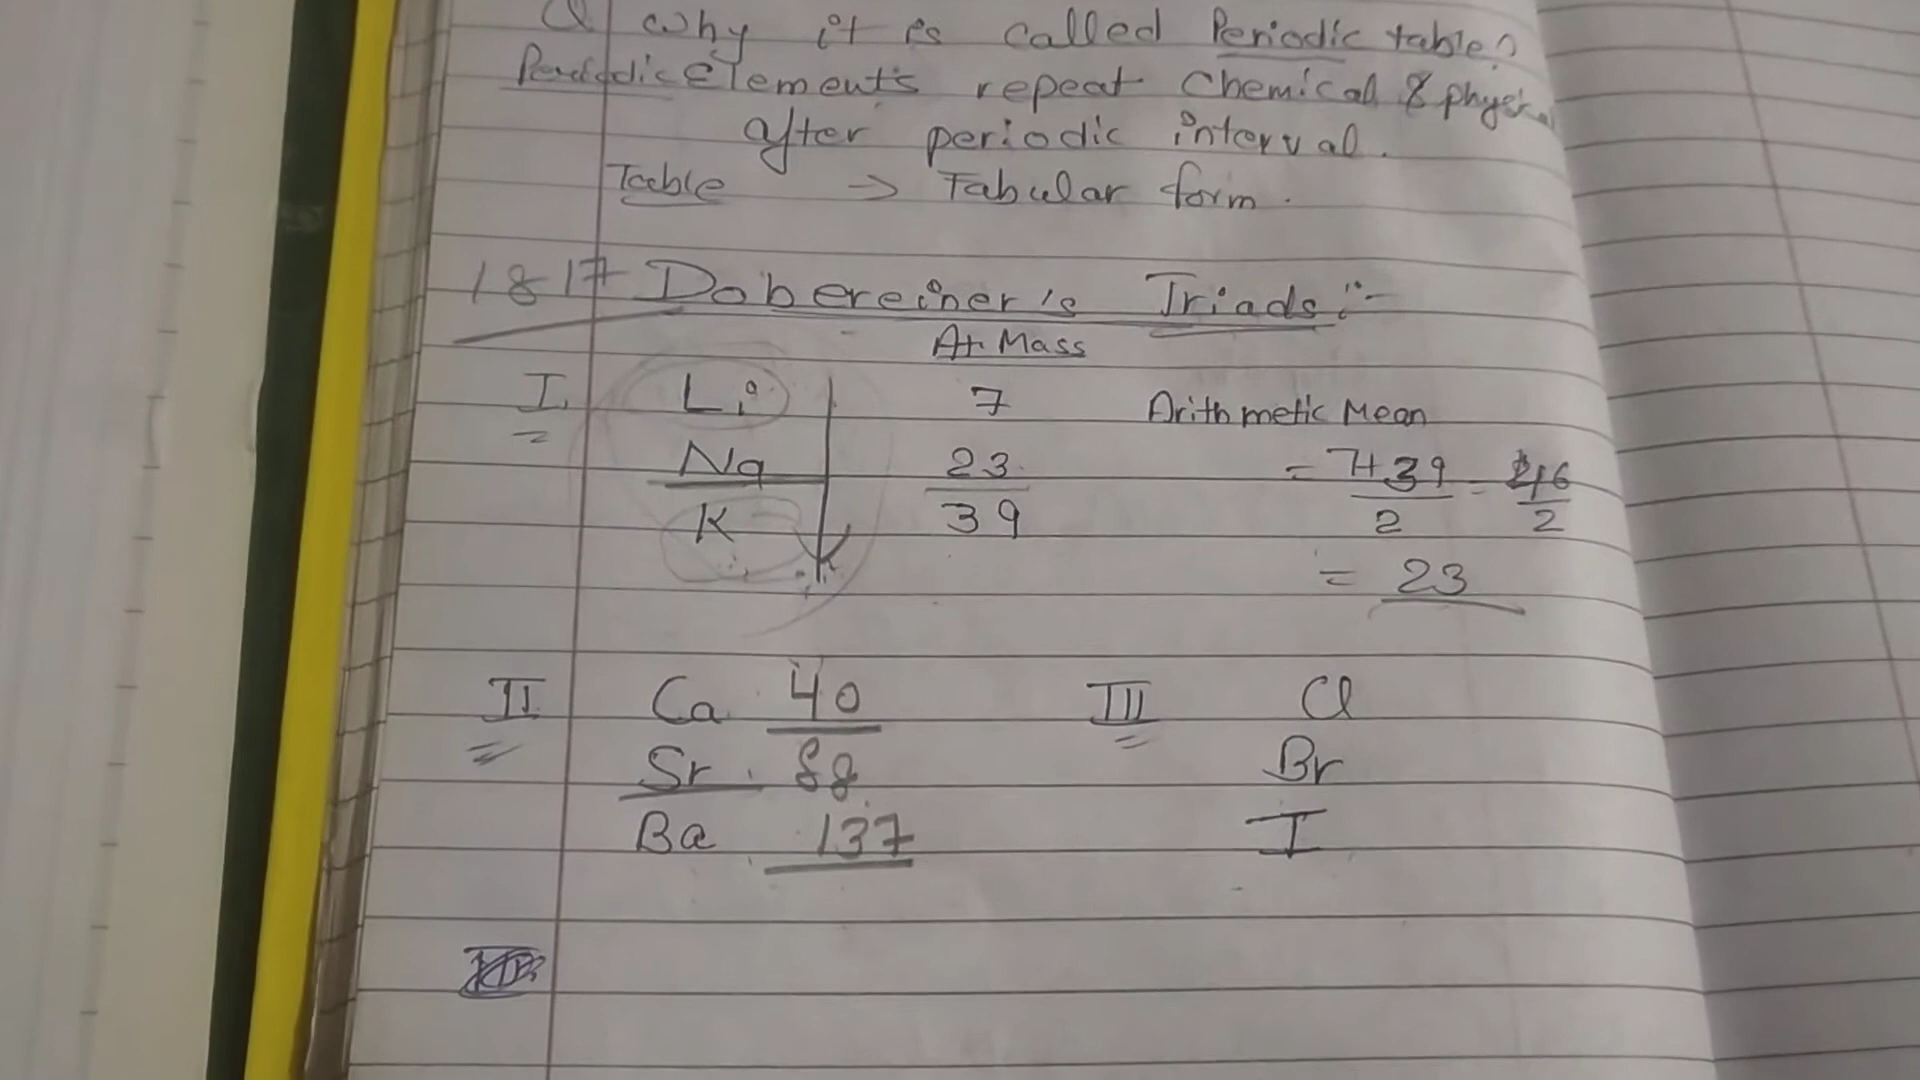 Q Why it is called Periodic table?
Periodic Elements repeat Chemical & physical
after periodic interval.
Table → Tabular form.
1817 Dobereiner's Triads :-
At Mass
I. Li 7 Arithmetic Mean
Na 23 = 7+39/2 = 46/2
K 39
= 23
II Ca 40 III Cl
Sr 88 Br
Ba 137 I